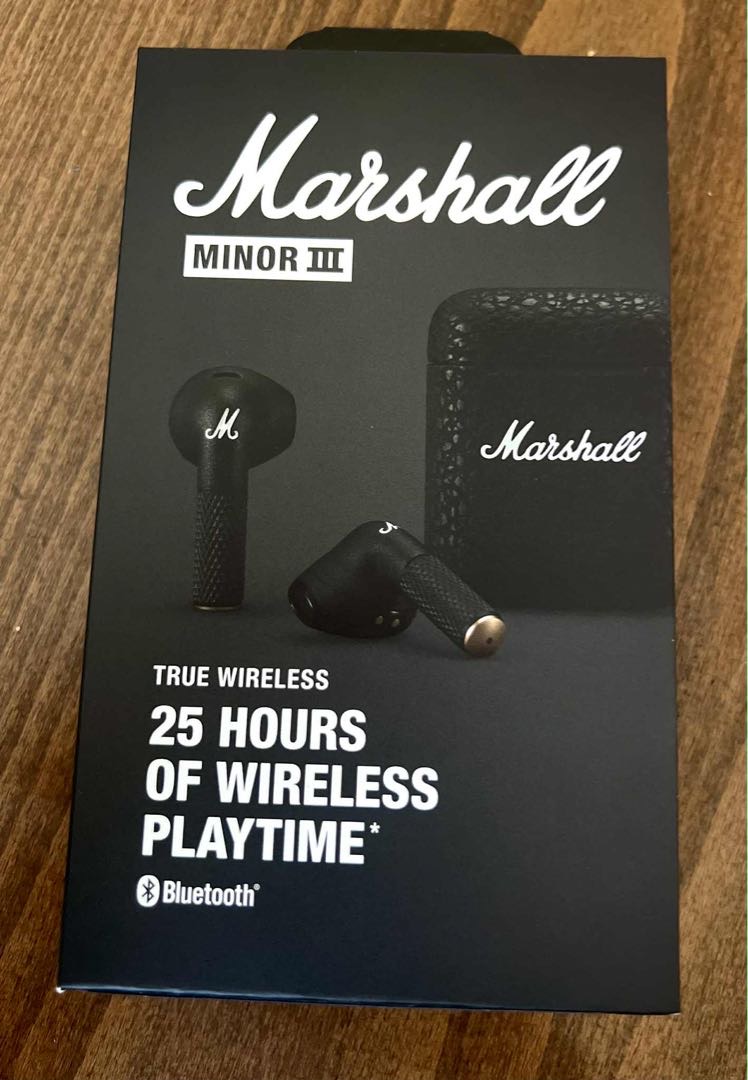 Marshall
MINOR III
M
Marshall
M
TRUE WIRELESS
25 HOURS
OF WIRELESS
PLAYTIME*
Bluetooth®